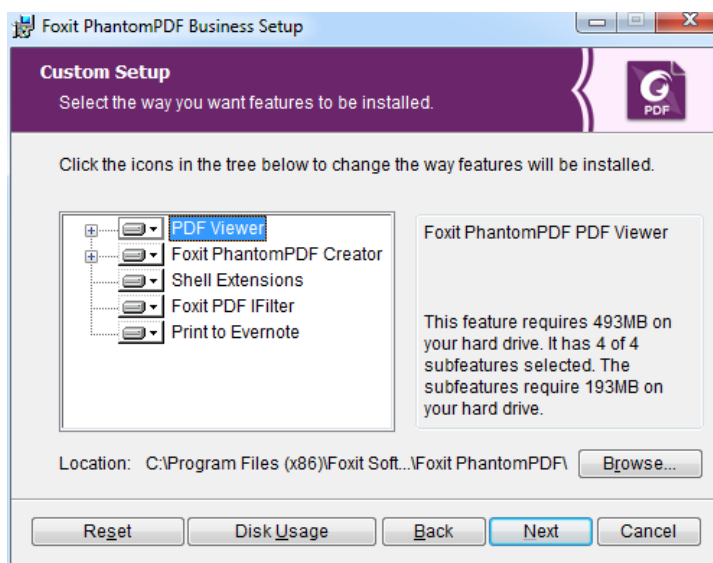 Foxit PhantomPDF Business Setup
Custom Setup
Select the way you want features to be installed.
PDF
Click the icons in the tree below to change the way features will be installed.
PDF Viewer
Foxit PhantomPDF Creator
Shell Extensions
Foxit PDF IFilter
Print to Evernote
Foxit PhantomPDF PDF Viewer
This feature requires 493MB on
your hard drive. It has 4 of 4
subfeatures selected. The
subfeatures require 193MB on
your hard drive.
Location: C:\Program Files (x86)\Foxit Soft...\Foxit PhantomPDF\ Browse...
Reset Disk Usage Back Next Cancel